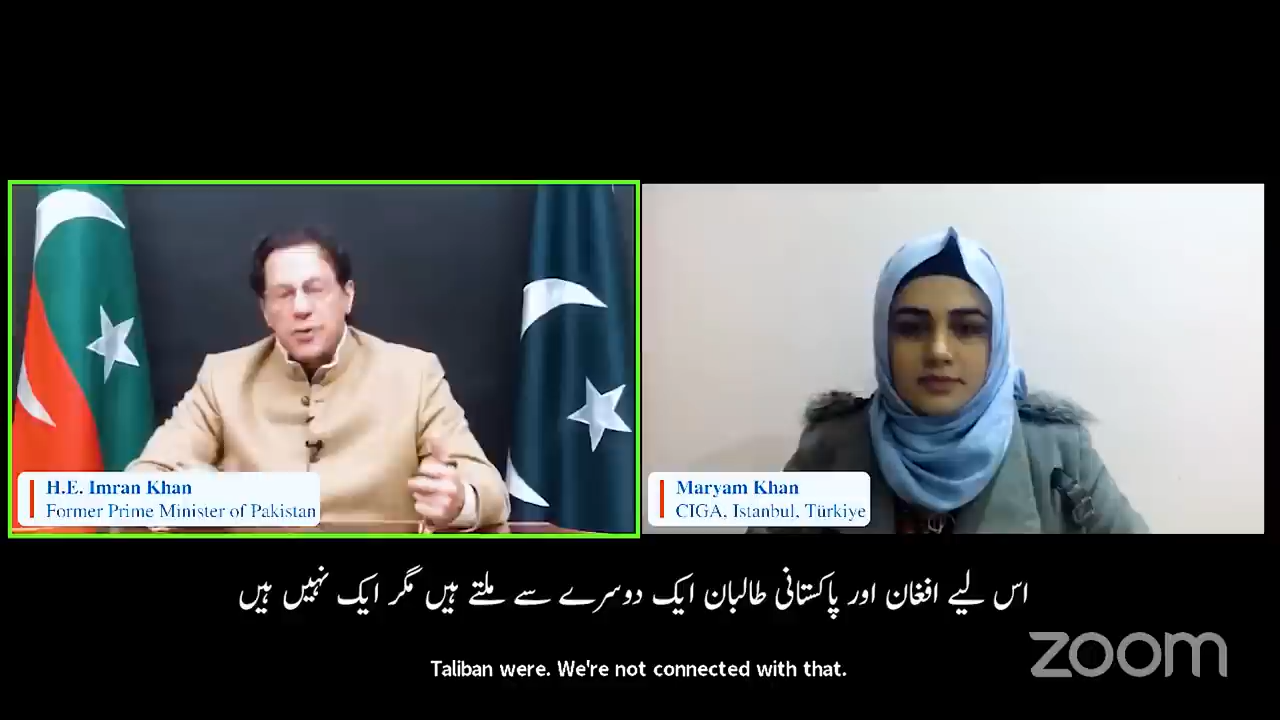 H.E. Imran Khan
Former Prime Minister of Pakistan
Maryam Khan
CIGA, Istanbul, Türkiye
اس لیے افغان اور پاکستانی طالبان ایک دوسرے سے ملتے ہیں مگر ایک نہیں ہیں
Taliban were. We're not connected with that.
zoom